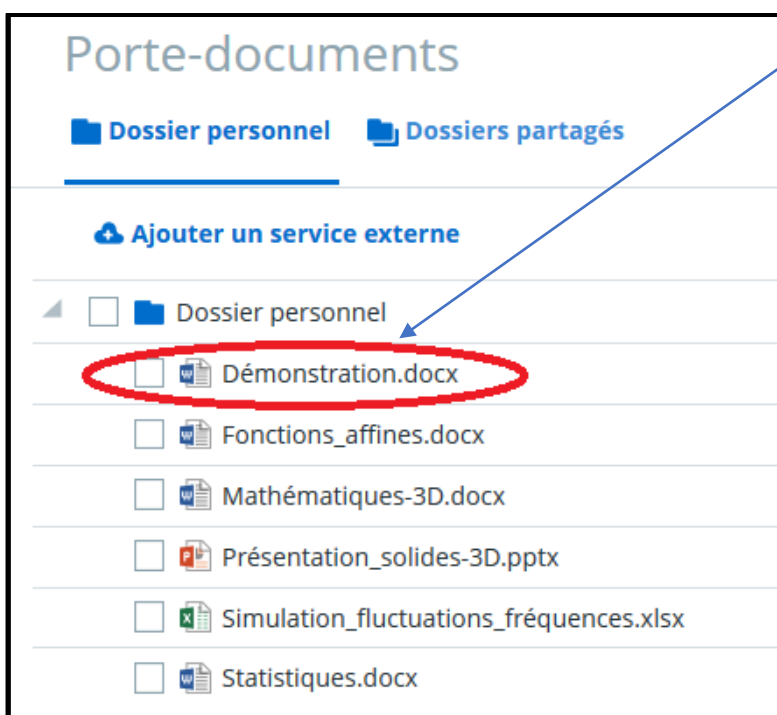 Porte-documents
Dossier personnel Dossiers partagés
Ajouter un service externe
Dossier personnel
Démonstration.docx
Fonctions_affines.docx
Mathématiques-3D.docx
Présentation_solides-3D.pptx
Simulation_fluctuations_fréquences.xlsx
Statistiques.docx